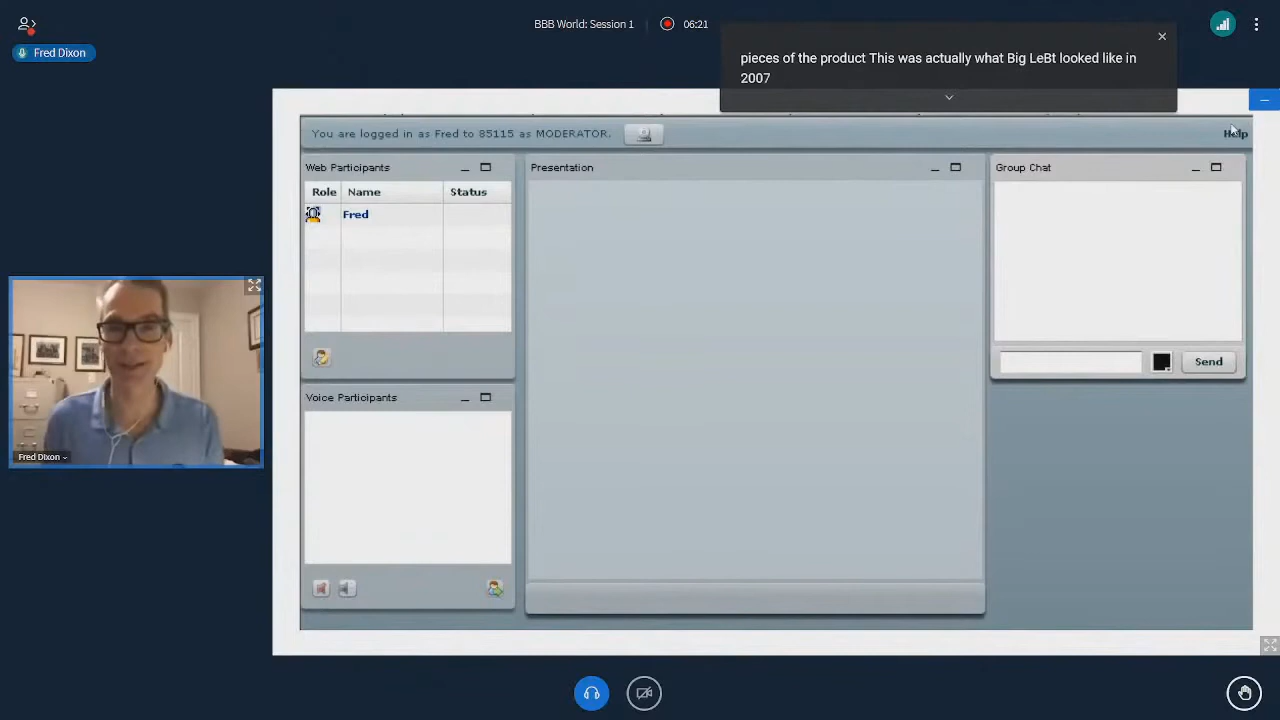 BBB World: Session 1
06:21
Fred Dixon
pieces of the product This was actually what Big LeBt looked like in
2007
You are logged in as Fred to 85115 as MODERATOR.
Help
Web Participants
Role Name Status
Fred
Voice Participants
Presentation
Group Chat
Send
Fred Dixon